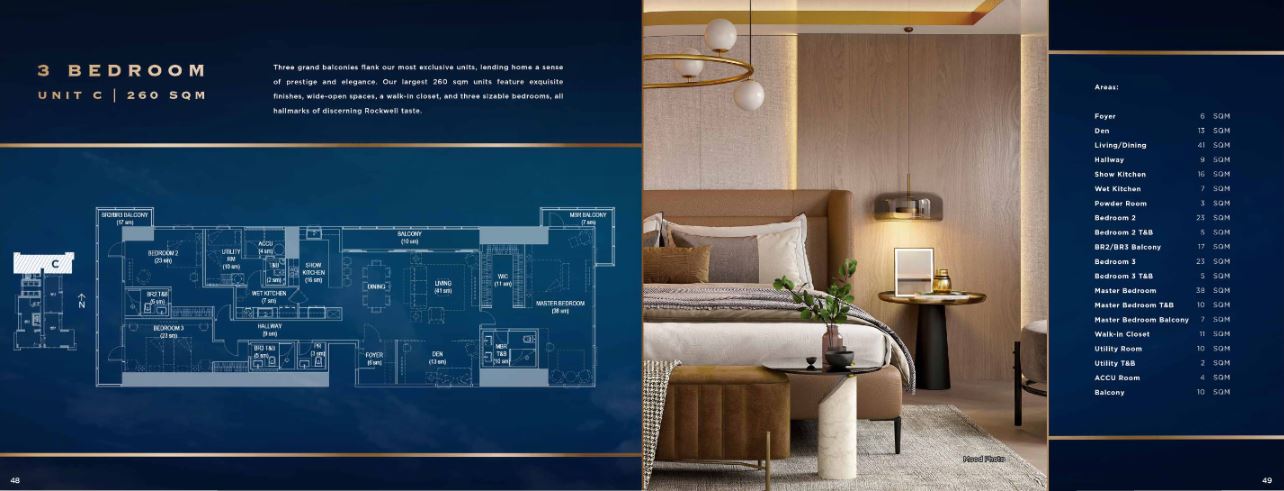 3 BEDROOM
UNIT C | 260 SQM
Three grand balconies flank our most exclusive units, lending home a sense
of prestige and elegance. Our largest 260 sqm units feature exquisite
finishes, wide-open spaces, a walk-in closet, and three sizable bedrooms, all
hallmarks of discerning Rockwell taste.
BR2/BR3 BALCONY
(17 sm)
MBR BALCONY
(7 sm)
BALCONY
(10 sm)
BEDROOM 2
(23 sm)
UTILITY
RM
(10 sm)
ACCU
(4 sm)
T&B
(2 sm)
SHOW
KITCHEN
(16 sm)
WET KITCHEN
(7 sm)
DINING
LIVING
(41 sm)
WIC
(11 sm)
MASTER BEDROOM
(38 sm)
(5 sm)
BEDROOM 3
(23 sm)
HALLWAY
(9 sm)
BR3 T&B
(5 sm)
PR
(3 sm)
FOYER
(6 sm)
DEN
(13 sm)
MBR
T&B
(10 sm)
C
N
48
Mood Photo
Areas:
Foyer 6 SQM
Den 13 SQM
Living/Dining 41 SQM
Hallway 9 SQM
Show Kitchen 16 SQM
Wet Kitchen 7 SQM
Powder Room 3 SQM
Bedroom 2 23 SQM
Bedroom 2 T&B 5 SQM
BR2/BR3 Balcony 17 SQM
Bedroom 3 23 SQM
Bedroom 3 T&B 5 SQM
Master Bedroom 38 SQM
Master Bedroom T&B 10 SQM
Master Bedroom Balcony 7 SQM
Walk-in Closet 11 SQM
Utility Room 10 SQM
Utility T&B 2 SQM
ACCU Room 4 SQM
Balcony 10 SQM
49